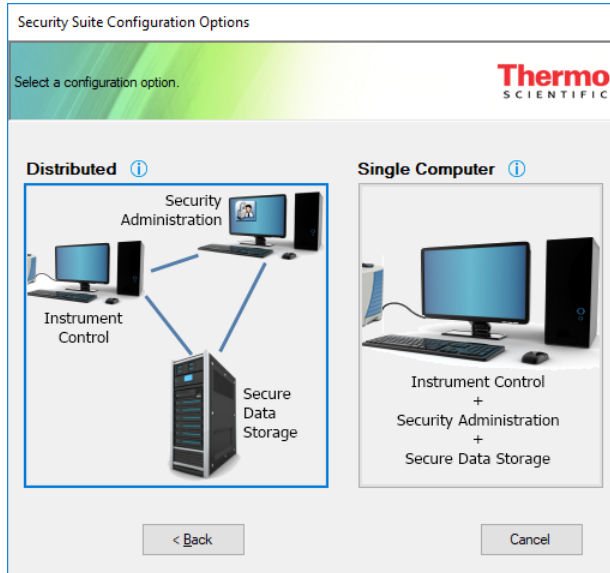 Security Suite Configuration Options
Select a configuration option.
Thermo
SCIENTIFIC
Distributed
Single Computer
Security
Administration
Instrument
Control
Secure
Data
Storage
Instrument Control
+
Security Administration
+
Secure Data Storage
< Back
Cancel